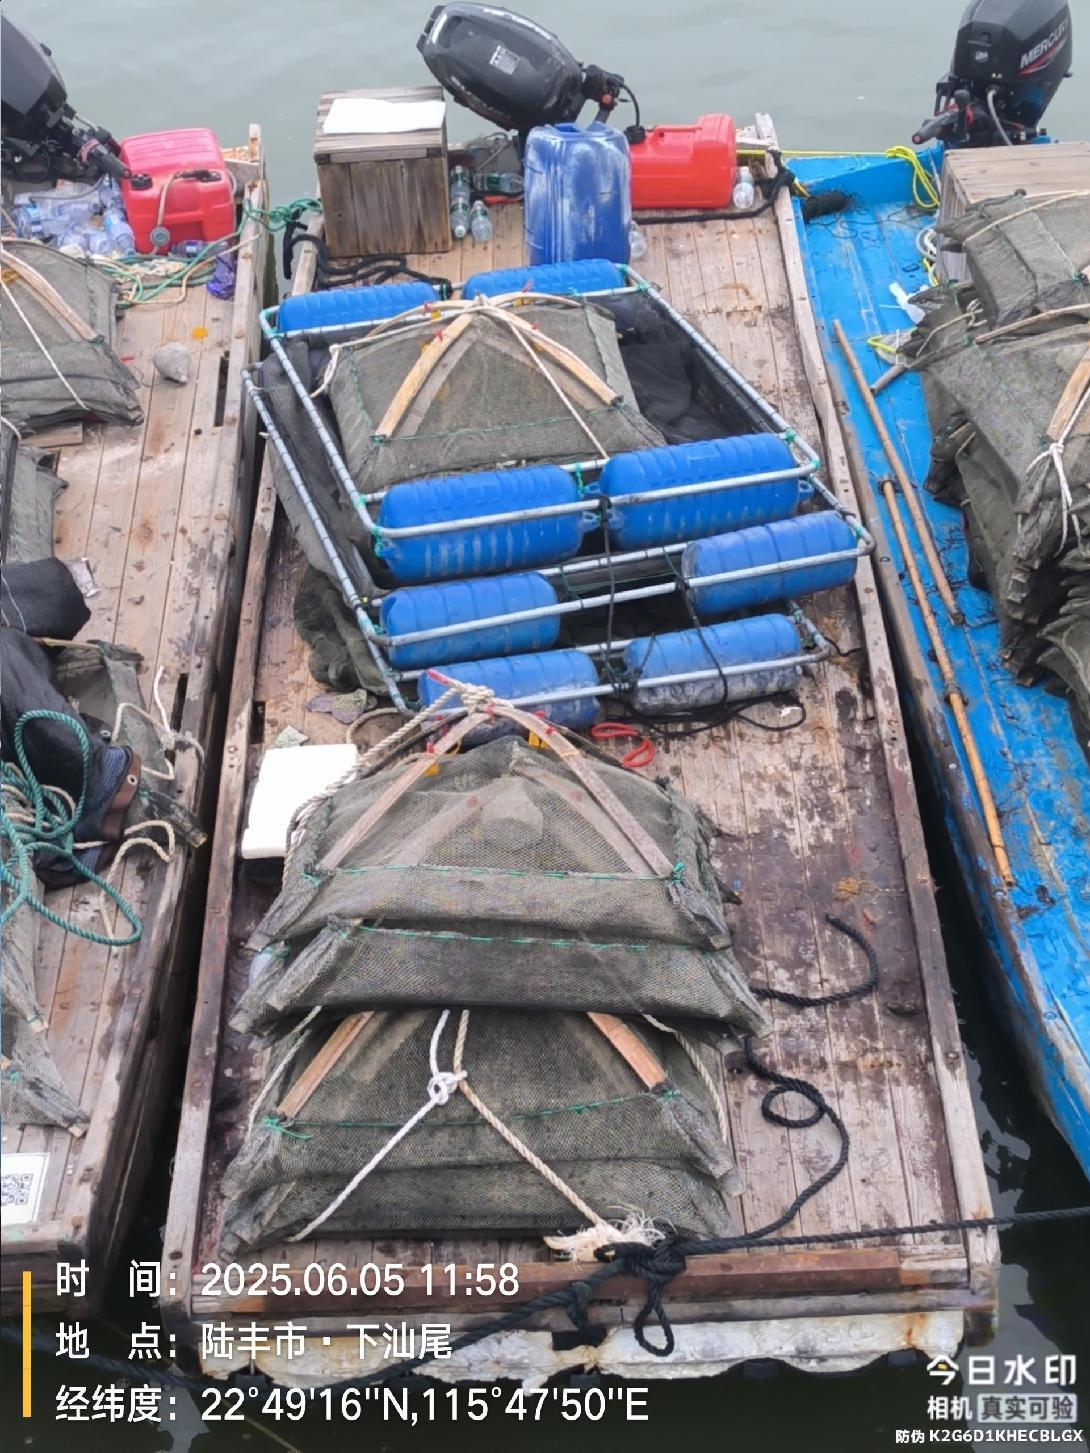 MERCURY
时 间：2025.06.05 11:58
地 点：陆丰市·下汕尾
经纬度：22°49'16"N,115°47'50"E
今日水印
相机 真实可验
防伪 K2G6D1KHECBLGX